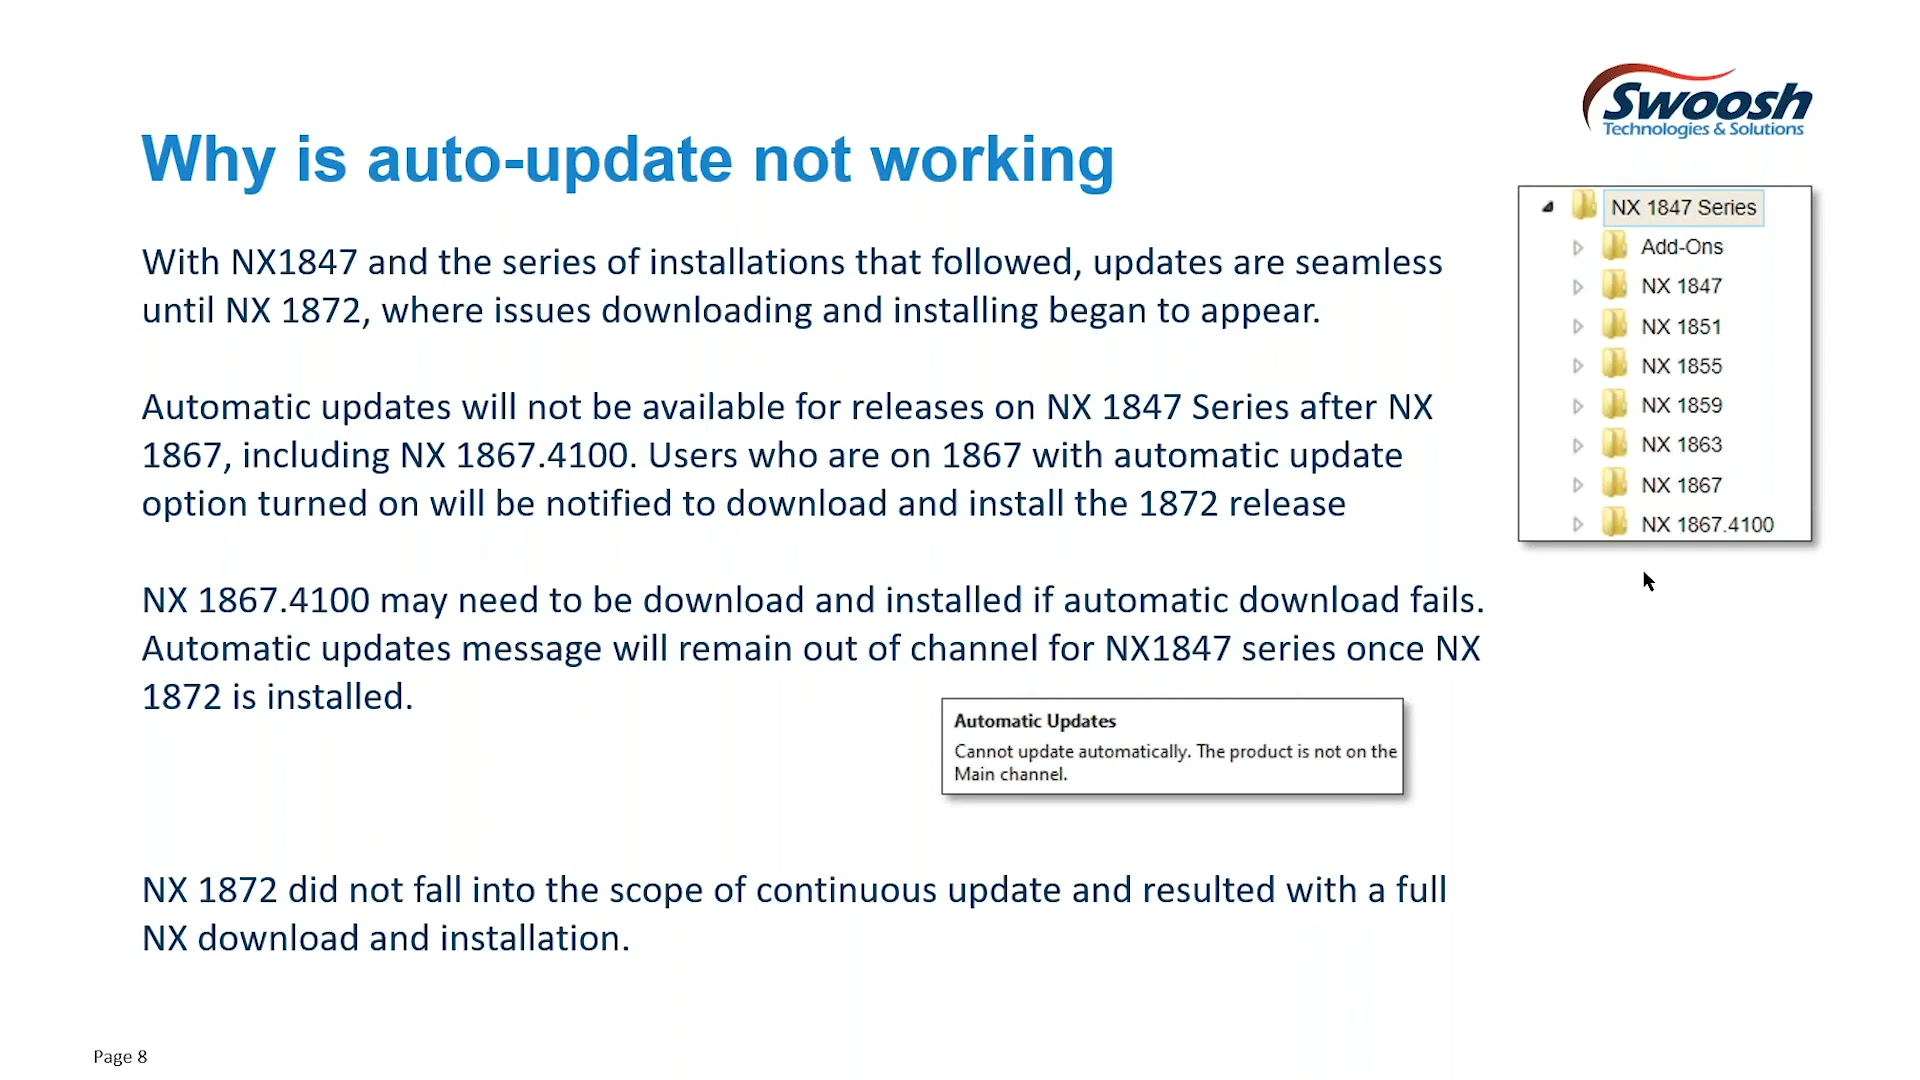 Swoosh
Technologies & Solutions
Why is auto-update not working
With NX1847 and the series of installations that followed, updates are seamless
until NX 1872, where issues downloading and installing began to appear.
Automatic updates will not be available for releases on NX 1847 Series after NX
1867, including NX 1867.4100. Users who are on 1867 with automatic update
option turned on will be notified to download and install the 1872 release
NX 1867.4100 may need to be download and installed if automatic download fails.
Automatic updates message will remain out of channel for NX1847 series once NX
1872 is installed.
Automatic Updates
Cannot update automatically. The product is not on the
Main channel.
NX 1872 did not fall into the scope of continuous update and resulted with a full
NX download and installation.
NX 1847 Series
Add-Ons
NX 1847
NX 1851
NX 1855
NX 1859
NX 1863
NX 1867
NX 1867.4100
Page 8